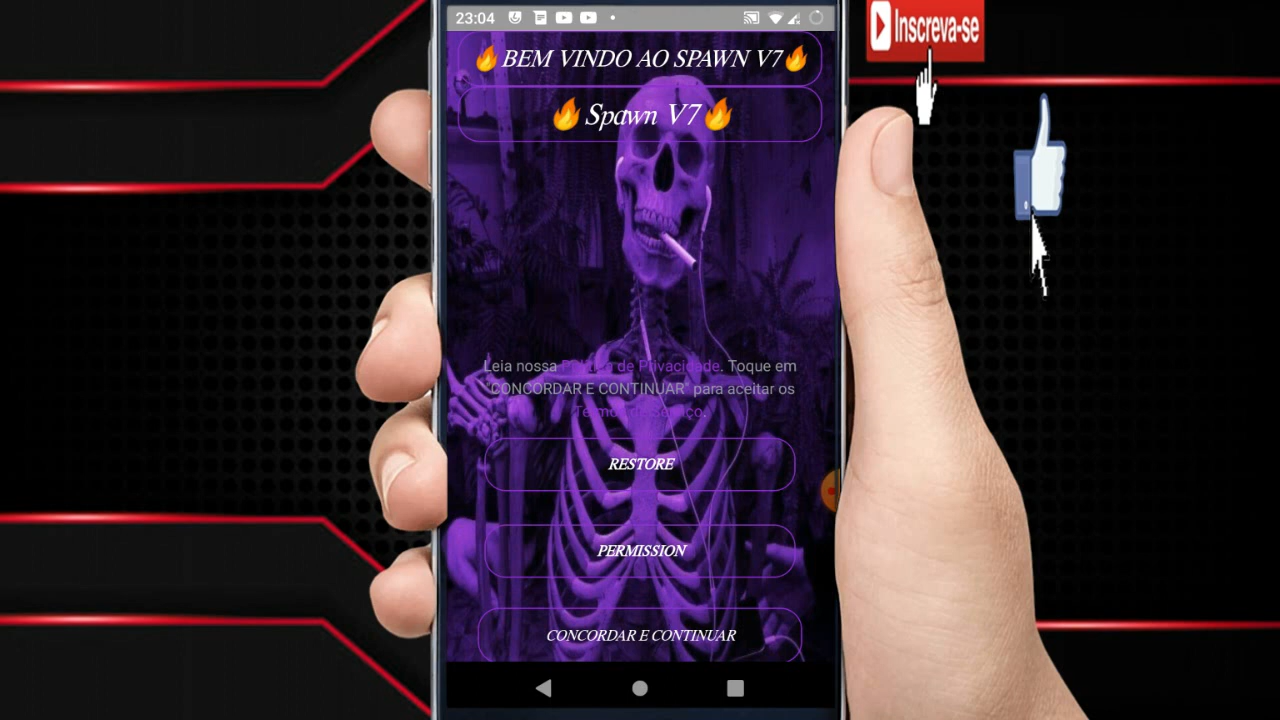 23:04
Inscreva-se
🔥BEM VINDO AO SPAWN V7🔥
🔥Spawn V7🔥
Leia nossa Política de Privacidade. Toque em
"CONCORDAR E CONTINUAR" para aceitar os
Termos de Serviço.
RESTORE
PERMISSION
CONCORDAR E CONTINUAR